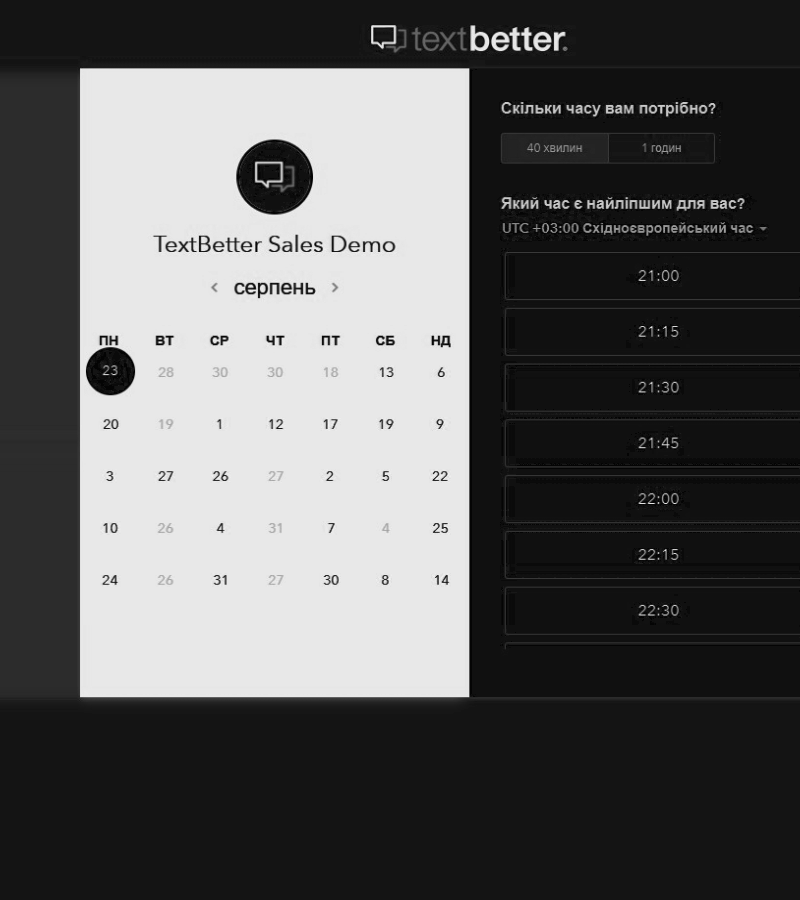 textbetter.
TextBetter Sales Demo
серпень
ПН ВТ СР ЧТ ПТ СБ НД
23 28 30 30 18 13 6
20 19 1 12 17 19 9
3 27 26 27 2 5 22
10 26 4 31 7 4 25
24 26 31 27 30 8 14
Скільки часу вам потрібно?
40 хвилин 1 годин
Який час є найліпшим для вас?
UTC +03:00 Східноєвропейський час
21:00
21:15
21:30
21:45
22:00
22:15
22:30